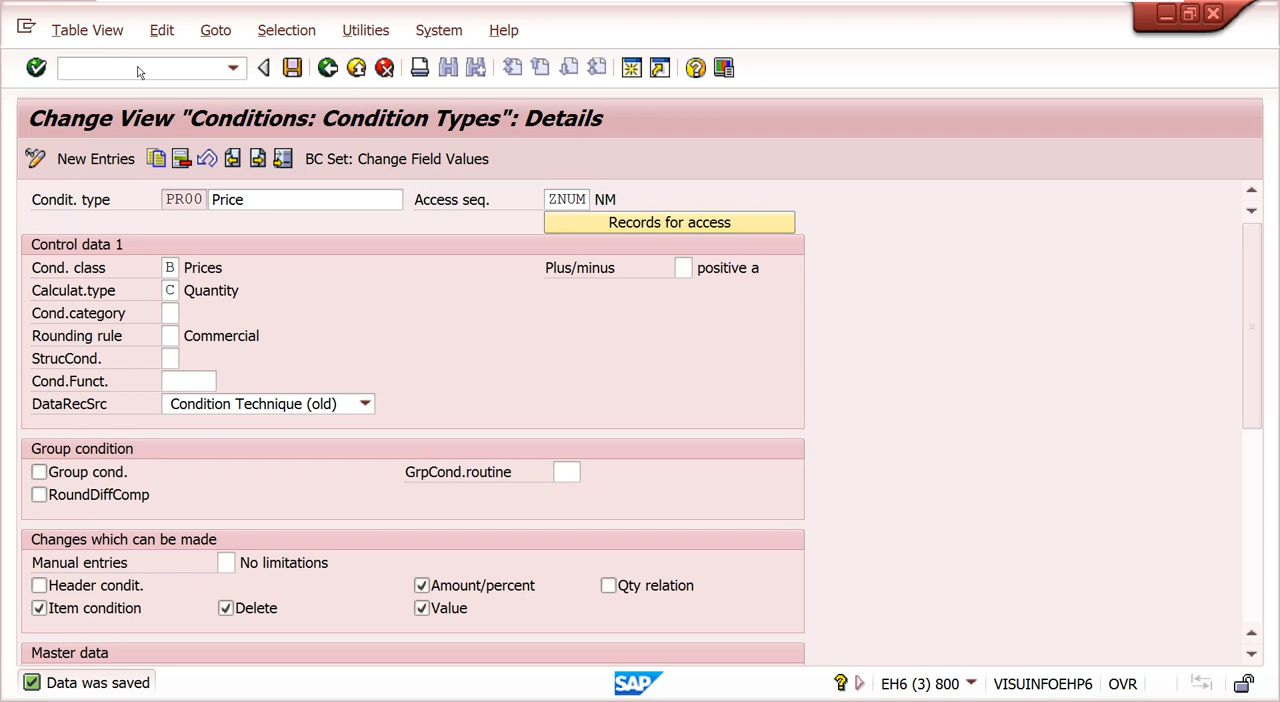 Table View Edit Goto Selection Utilities System Help
Change View "Conditions: Condition Types": Details
New Entries BC Set: Change Field Values
Condit. type PR00 Price Access seq. ZNUM NM
Records for access
Control data 1
Cond. class B Prices Plus/minus positive a
Calculat.type C Quantity
Cond.category
Rounding rule Commercial
StrucCond.
Cond.Funct.
DataRecSrc Condition Technique (old)
Group condition
Group cond. GrpCond.routine
RoundDiffComp
Changes which can be made
Manual entries No limitations
Header condit. Amount/percent Qty relation
Item condition Delete Value
Master data
Data was saved SAP EH6 (3) 800 VISUINFOEHP6 OVR